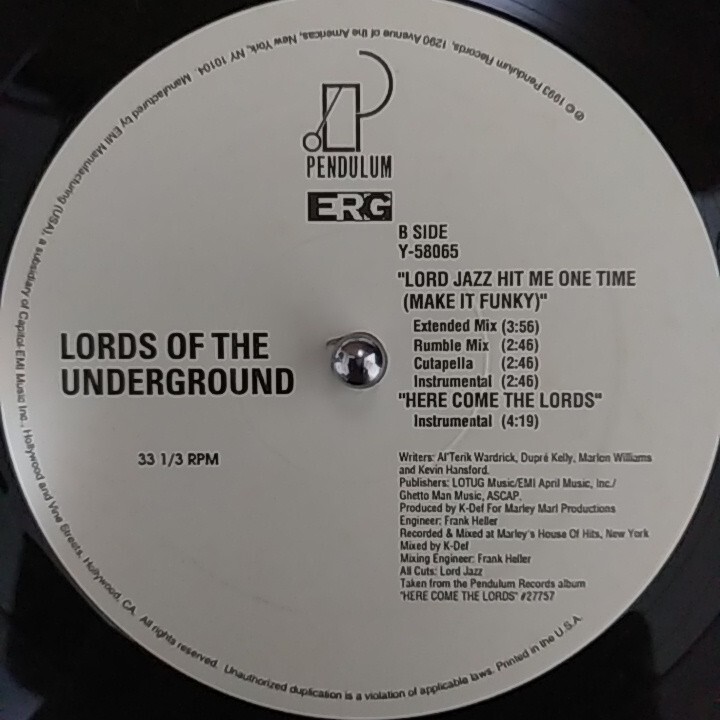 PENDULUM
ERG
B SIDE
Y-58065
"LORD JAZZ HIT ME ONE TIME
(MAKE IT FUNKY)"
Extended Mix (3:56)
Rumble Mix (2:46)
Cutapella (2:46)
Instrumental (2:46)
"HERE COME THE LORDS"
Instrumental (4:19)
LORDS OF THE
UNDERGROUND
33 1/3 RPM
Writers: Al'Terik Wardrick, Dupré Kelly, Marlon Williams
and Kevin Hansford.
Publishers: LOTUG Music/EMI April Music, Inc./
Ghetto Man Music, ASCAP.
Produced by K-Def For Marley Marl Productions
Engineer: Frank Heller
Recorded & Mixed at Marley's House Of Hits, New York
Mixed by K-Def
Mixing Engineer: Frank Heller
All Cuts: Lord Jazz
Taken from the Pendulum Records album
"HERE COME THE LORDS" #27757
℗ © 1993 Pendulum Records, 1290 Avenue of the Americas, New York, NY 10104. Manufactured by EMI Manufacturing (USA), a subsidiary of Capitol-EMI Music Inc., Hollywood and Vine Streets, Hollywood, CA. All rights reserved. Unauthorized duplication is a violation of applicable laws. Printed in the U.S.A.